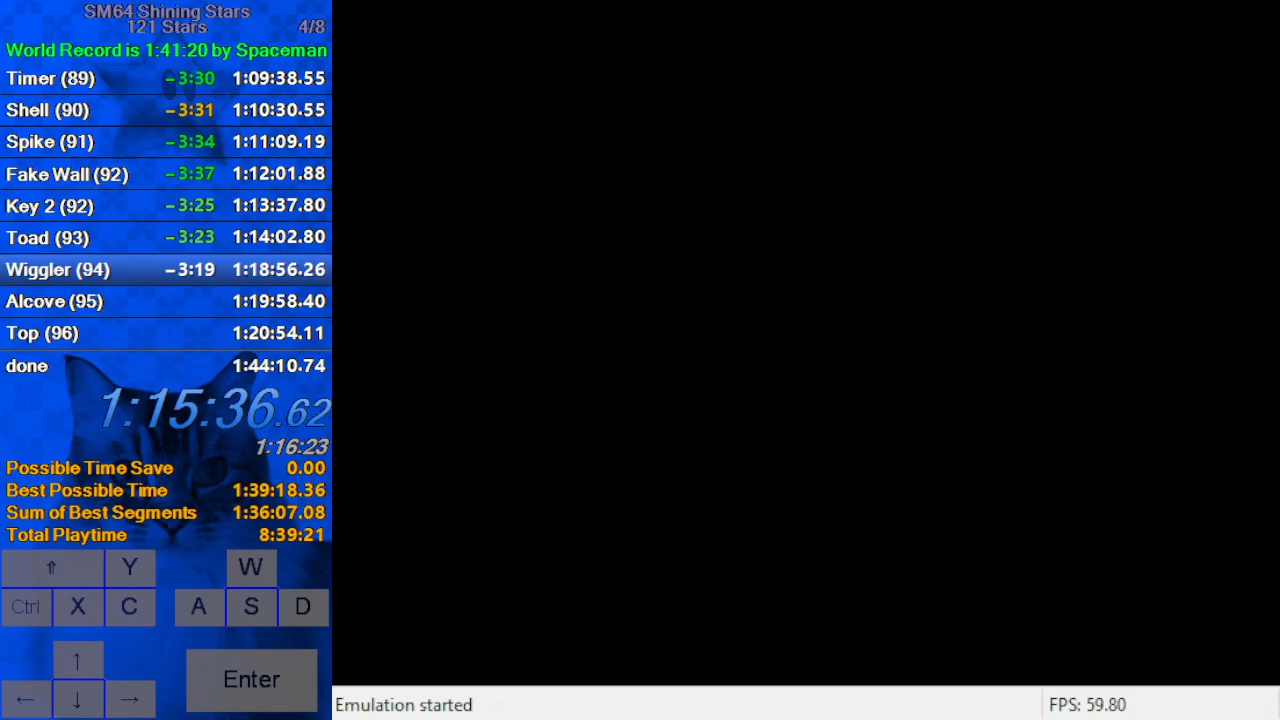 SM64 Shining Stars
121 Stars 4/8
World Record is 1:41:20 by Spaceman
Timer (89) -3:30 1:09:38.55
Shell (90) -3:31 1:10:30.55
Spike (91) -3:34 1:11:09.19
Fake Wall (92) -3:37 1:12:01.88
Key 2 (92) -3:25 1:13:37.80
Toad (93) -3:23 1:14:02.80
Wiggler (94) -3:19 1:18:56.26
Alcove (95) 1:19:58.40
Top (96) 1:20:54.11
done 1:44:10.74
1:15:36.62
1:16:23
Possible Time Save 0.00
Best Possible Time 1:39:18.36
Sum of Best Segments 1:36:07.08
Total Playtime 8:39:21
⇑ Y W
Ctrl X C A S D
↑
Enter
← ↓ →
Emulation started FPS: 59.80